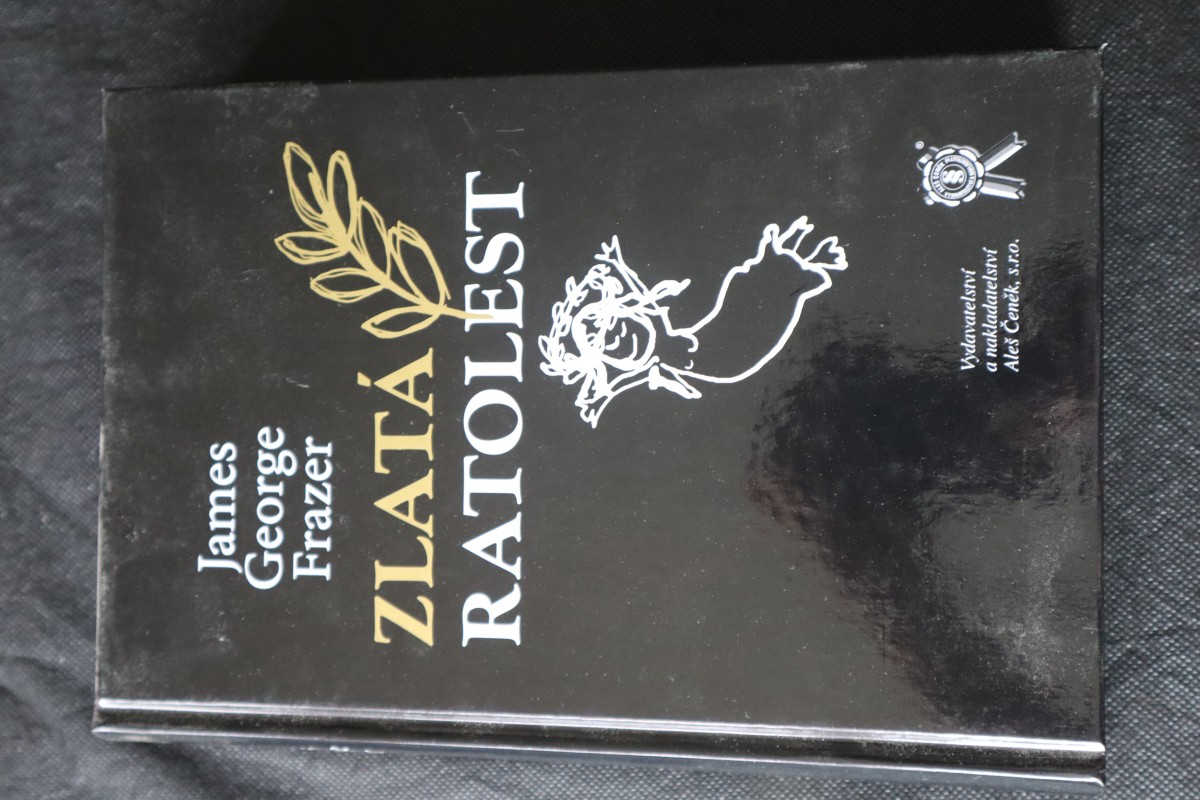 James
George
Frazer
ZLATÁ
RATOLEST
Vydavatelství
a nakladatelství
Aleš Čeněk, s.r.o.
®